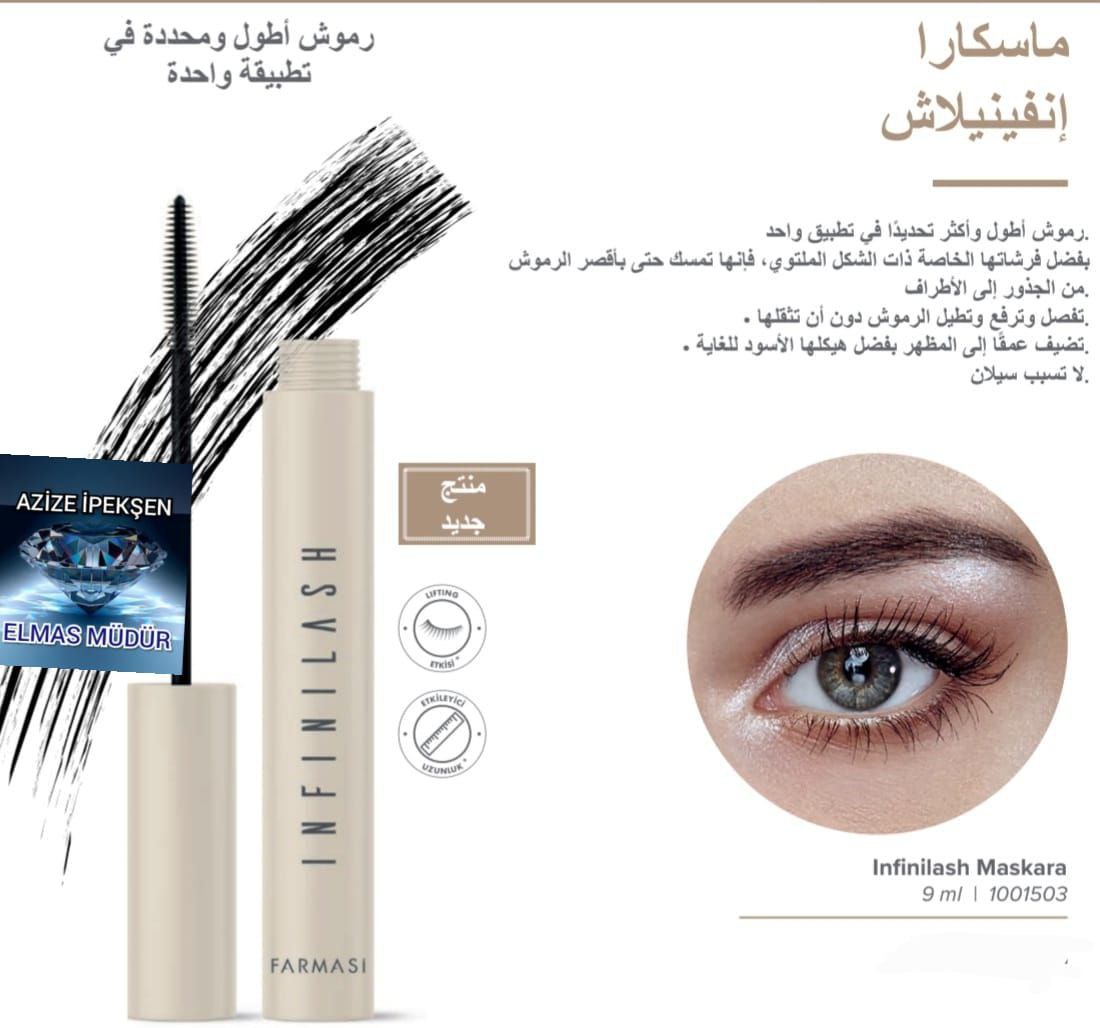 ماسكارا
إنفينيلاش
رموش أطول ومحددة في
تطبيقة واحدة
.رموش أطول وأكثر تحديدًا في تطبيق واحد
بفضل فرشاتها الخاصة ذات الشكل الملتوي، فإنها تمسك حتى بأقصر الرموش
.من الجذور إلى الأطراف
.تفصل وترفع وتطيل الرموش دون أن تثقلها •
.تضيف عمقًا إلى المظهر بفضل هيكلها الأسود للغاية •
.لا تسبب سيلان
منتج
جديد
AZİZE İPEKŞEN
ELMAS MÜDÜR
LIFTING
ETKİSİ*
ETKİLEYİCİ
UZUNLUK*
INFINILASH
FARMASI
Infinilash Maskara
9 ml | 1001503